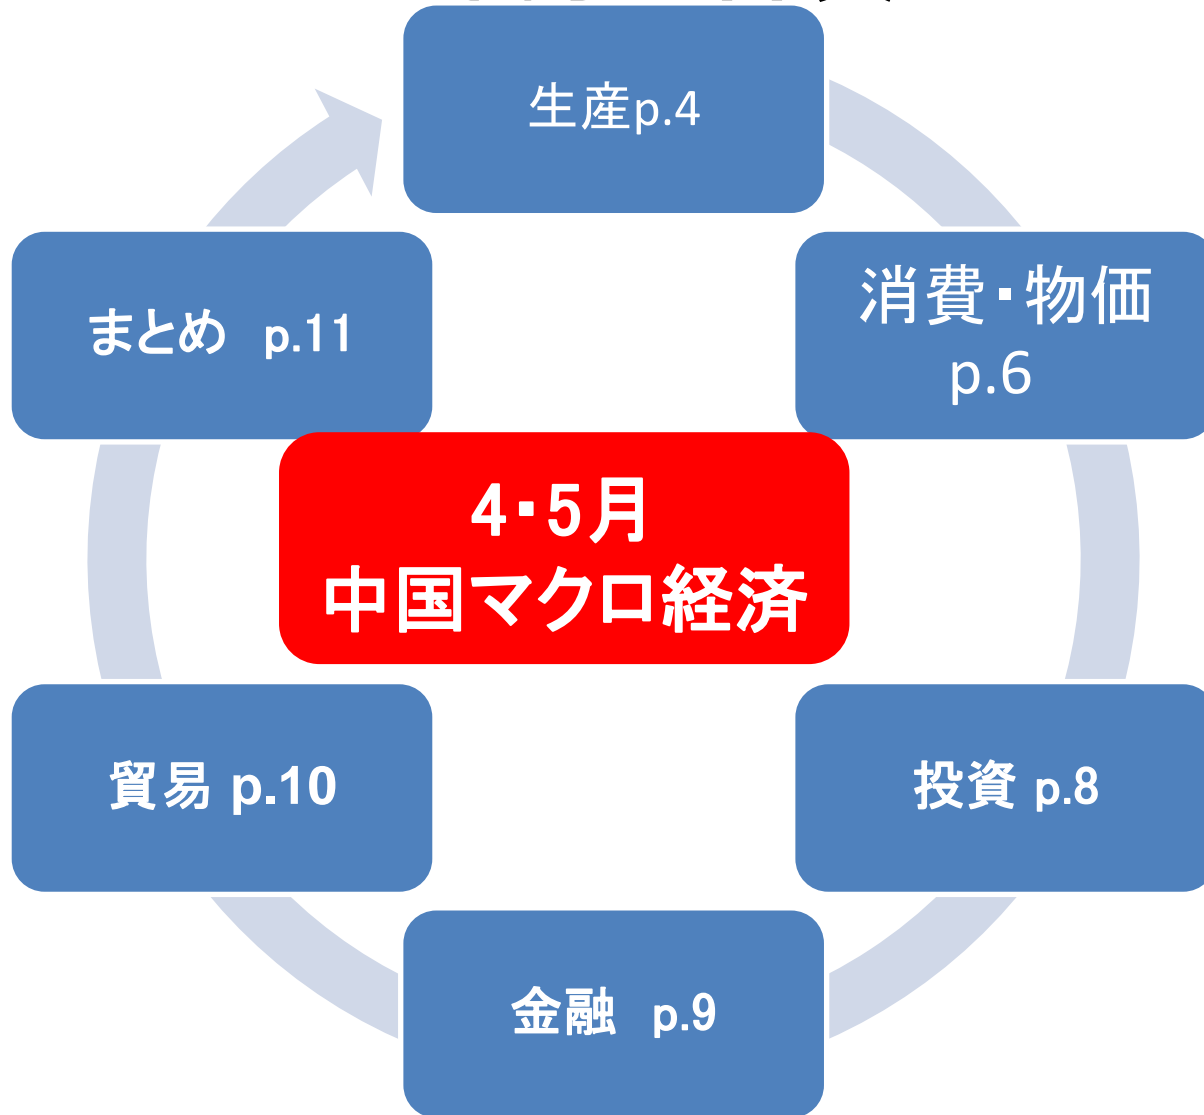 生産p.4
消費・物価
p.6
まとめ　p.11
4・5月
中国マクロ経済
貿易 p.10
投資 p.8
金融　p.9